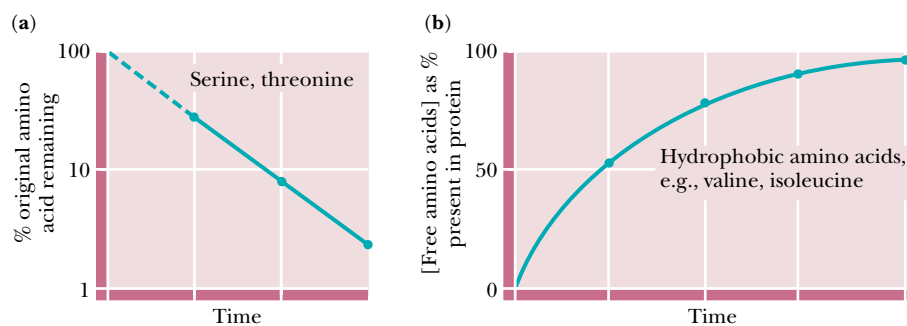 (a)
100
10
1
% original amino
acid remaining
Serine, threonine
Time
(b)
100
50
0
[Free amino acids] as %
present in protein
Hydrophobic amino acids,
e.g., valine, isoleucine
Time